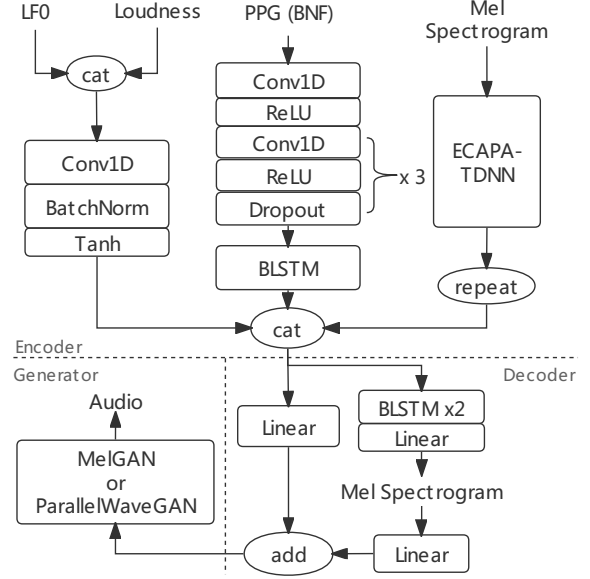 LF0
Loudness
cat
Conv1D
BatchNorm
Tanh
PPG (BNF)
Conv1D
ReLU
Conv1D
ReLU
Dropout
x 3
BLSTM
Mel
Spectrogram
ECAPA-
TDNN
repeat
cat
Encoder
Generator
Decoder
Audio
MelGAN
or
ParallelWaveGAN
Linear
BLSTM x2
Linear
Mel Spectrogram
Linear
add